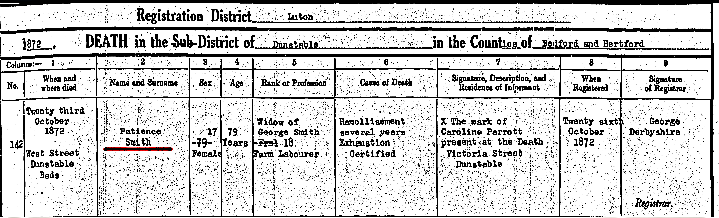 Registration District Luton
1872. DEATH in the Sub-District of Dunstable in the Counties of Bedford and Hertford
Columns:— 1 2 3 4 5 6 7 8 9
No. When and where died Name and Surname Sex Age Rank or Profession Cause of Death Signature, Description, and Residence of Informant When Registered Signature of Registrar
142
Twenty third
October
1872
West Street
Dunstable
Beds
Patience
Smith
17
-79-
Female
79
Years
Widow of
George Smith
18
Farm Labourer
Remollisement
several years
Exhaustion
Certified
X The mark of
Caroline Parrott
present at the Death
Victoria Street
Dunstable
Twenty sixth
October
1872
George
Derbyshire
Registrar.